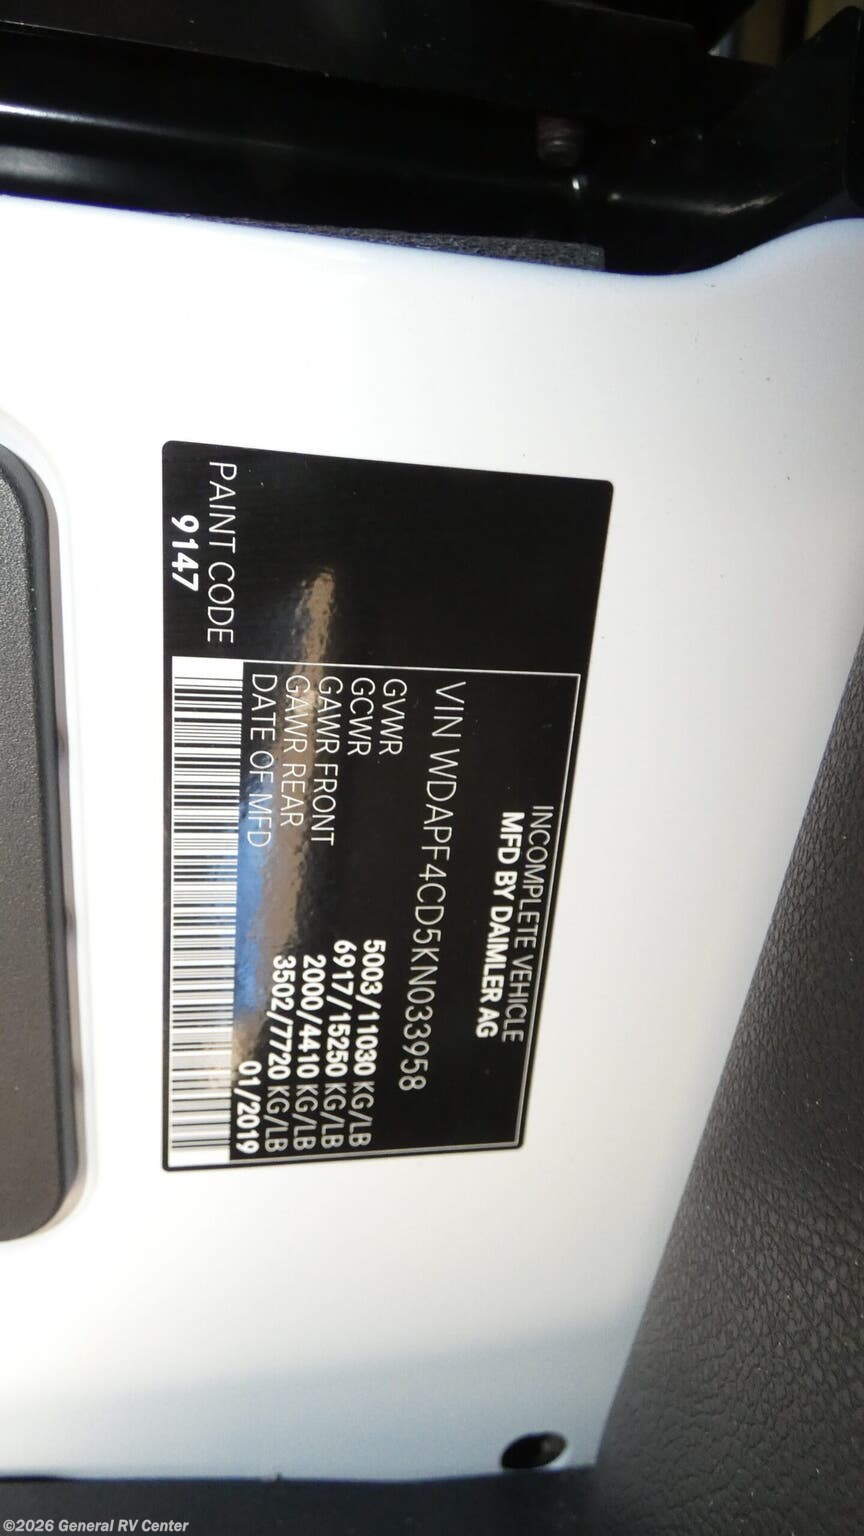 INCOMPLETE VEHICLE
MFD BY DAIMLER AG
VIN WDAPF4CD5KN033958
GVWR 5003/11030 KG/LB
GCWR 6917/15250 KG/LB
GAWR FRONT 2000/4410 KG/LB
GAWR REAR 3502/7720 KG/LB
DATE OF MFD 01/2019
PAINT CODE
9147
©2026 General RV Center